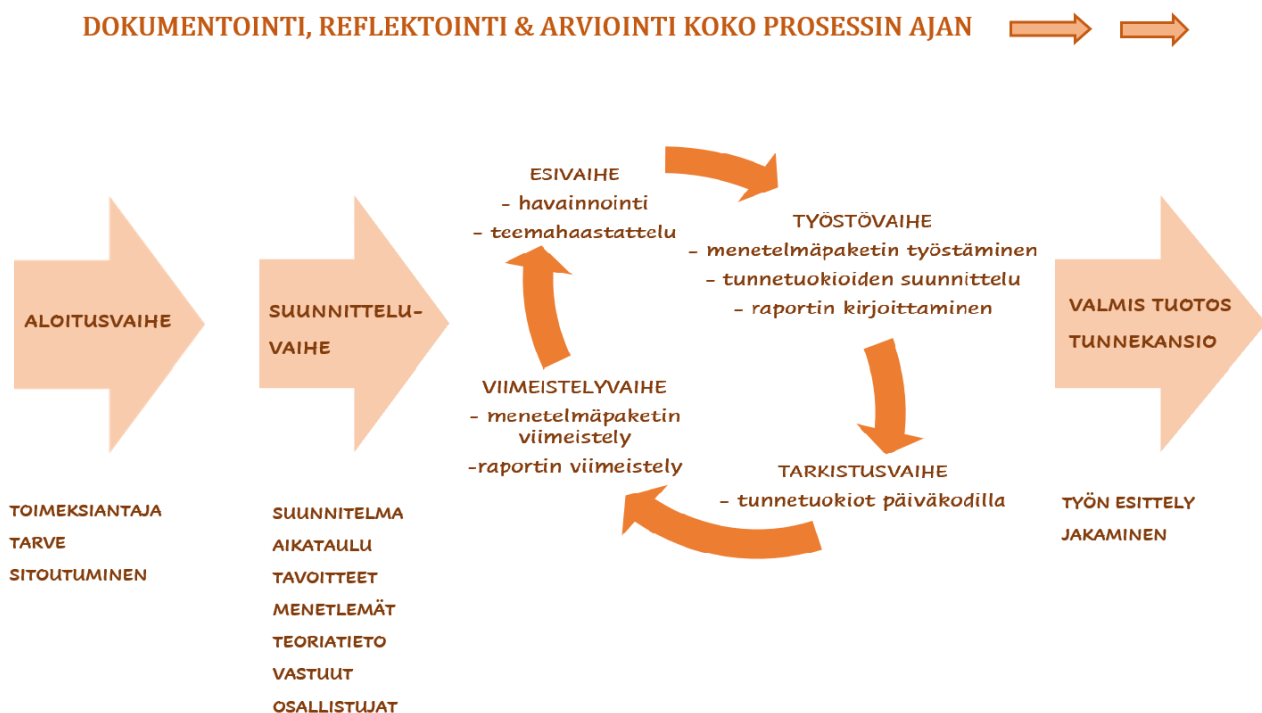 DOKUMENTOINTI, REFLEKTOINTI & ARVIOINTI KOKO PROSESSIN AJAN
ALOITUSVAIHE
TOIMEKSIANTAJA
TARVE
SITOUTUMINEN
SUUNNITTELU-
VAIHE
SUUNNITELMA
AIKATAULU
TAVOITTEET
MENETLEMÄT
TEORIATIETO
VASTUUT
OSALLISTUJAT
ESIVAIHE
- havainnointi
- teemahaastattelu
TYÖSTÖVAIHE
- menetelmäpaketin työstäminen
- tunnetuokioiden suunnittelu
- raportin kirjoittaminen
TARKISTUSVAIHE
- tunnetuokiot päiväkodilla
VIIMEISTELYVAIHE
- menetelmäpaketin
viimeistely
-raportin viimeistely
VALMIS TUOTOS
TUNNEKANSIO
TYÖN ESITTELY
JAKAMINEN